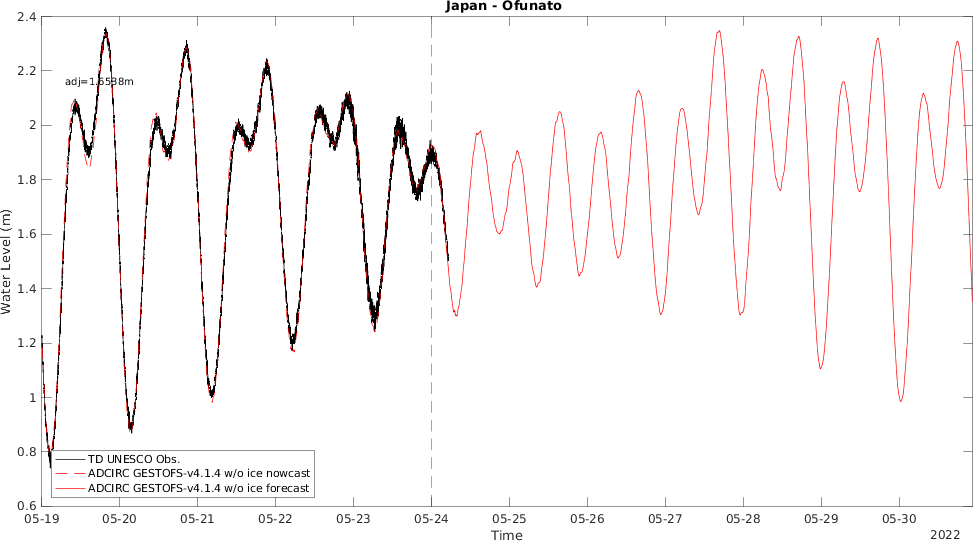 Japan - Ofunato
2.4
2.2
2
1.8
1.6
1.4
1.2
1
0.8
0.6
Water Level (m)
adj=1.6538m
TD UNESCO Obs.
ADCIRC GESTOFS-v4.1.4 w/o ice nowcast
ADCIRC GESTOFS-v4.1.4 w/o ice forecast
05-19 05-20 05-21 05-22 05-23 05-24 05-25 05-26 05-27 05-28 05-29 05-30
Time
2022